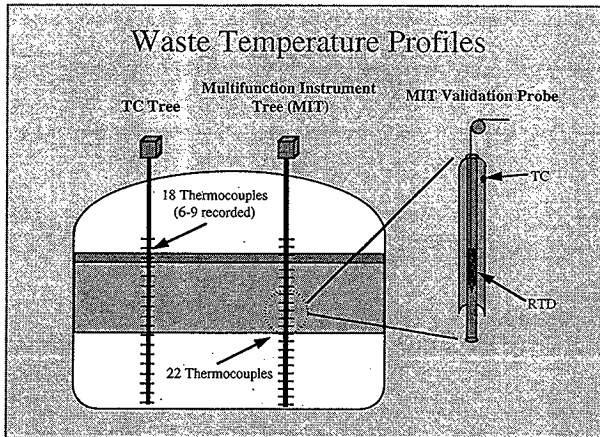 Waste Temperature Profiles
TC Tree
Multifunction Instrument
Tree (MIT)
MIT Validation Probe
18 Thermocouples
(6-9 recorded)
TC
RTD
22 Thermocouples